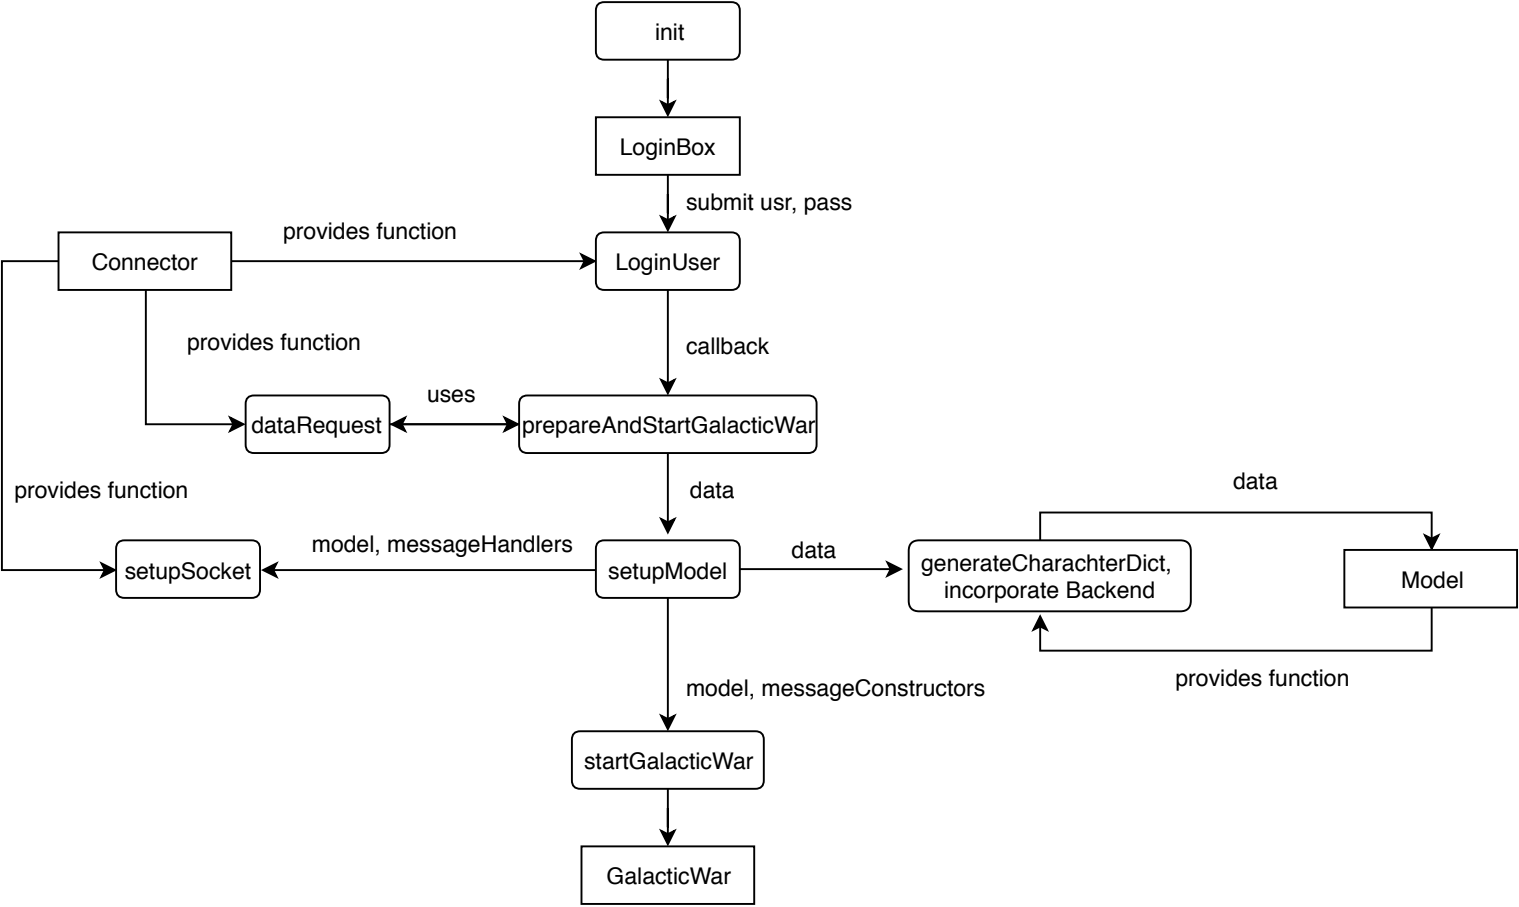 init
LoginBox
submit usr, pass
provides function
Connector
LoginUser
provides function
callback
uses
dataRequest
prepareAndStartGalacticWar
provides function
data
data
model, messageHandlers
data
setupSocket
setupModel
generateCharachterDict,
incorporate Backend
Model
provides function
model, messageConstructors
startGalacticWar
GalacticWar